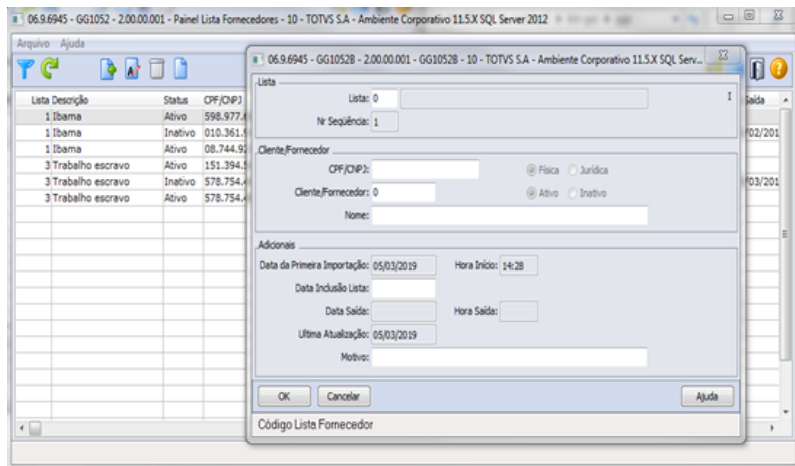 06.9.6945 - GG1052 - 2.00.00.001 - Painel Lista Fornecedores - 10 - TOTVS S.A - Ambiente Corporativo 11.5.X SQL Server 2012
Arquivo Ajuda
Lista Descrição Status CPF/CNPJ Saída
1 Ibama Ativo 598.977.
1 Ibama Inativo 010.361. /02/201
1 Ibama Ativo 08.744.92
3 Trabalho escravo Ativo 151.394.
3 Trabalho escravo Inativo 578.754. /03/201
3 Trabalho escravo Ativo 578.754.
06.9.6945 - GG1052B - 2.00.00.001 - GG1052B - 10 - TOTVS S.A - Ambiente Corporativo 11.5.X SQL Serv...
Lista
Lista: 0 I
Nr Seqüência: 1
Cliente/Fornecedor
CPF/CNPJ: Física Jurídica
Cliente/Fornecedor: 0 Ativo Inativo
Nome:
Adicionais
Data da Primeira Importação: 05/03/2019 Hora Início: 14:28
Data Inclusão Lista:
Data Saída: Hora Saída:
Ultima Atualização: 05/03/2019
Motivo:
OK Cancelar Ajuda
Código Lista Fornecedor